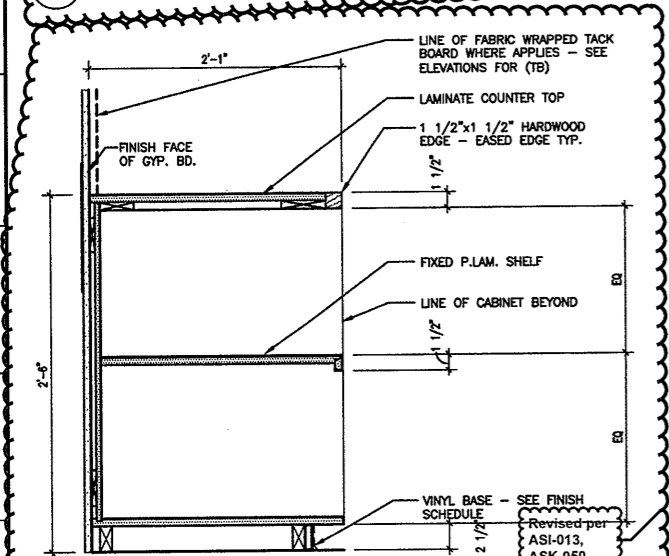 2'-1"
LINE OF FABRIC WRAPPED TACK
BOARD WHERE APPLIES – SEE
ELEVATIONS FOR (TB)
LAMINATE COUNTER TOP
1 1/2"x1 1/2" HARDWOOD
EDGE – EASED EDGE TYP.
FINISH FACE
OF GYP. BD.
1 1/2"
FIXED P.LAM. SHELF
EQ
LINE OF CABINET BEYOND
1 1/2"
2'-6"
EQ
VINYL BASE – SEE FINISH
SCHEDULE
2 1/2"
Revised per
ASI-013,
ASK-050